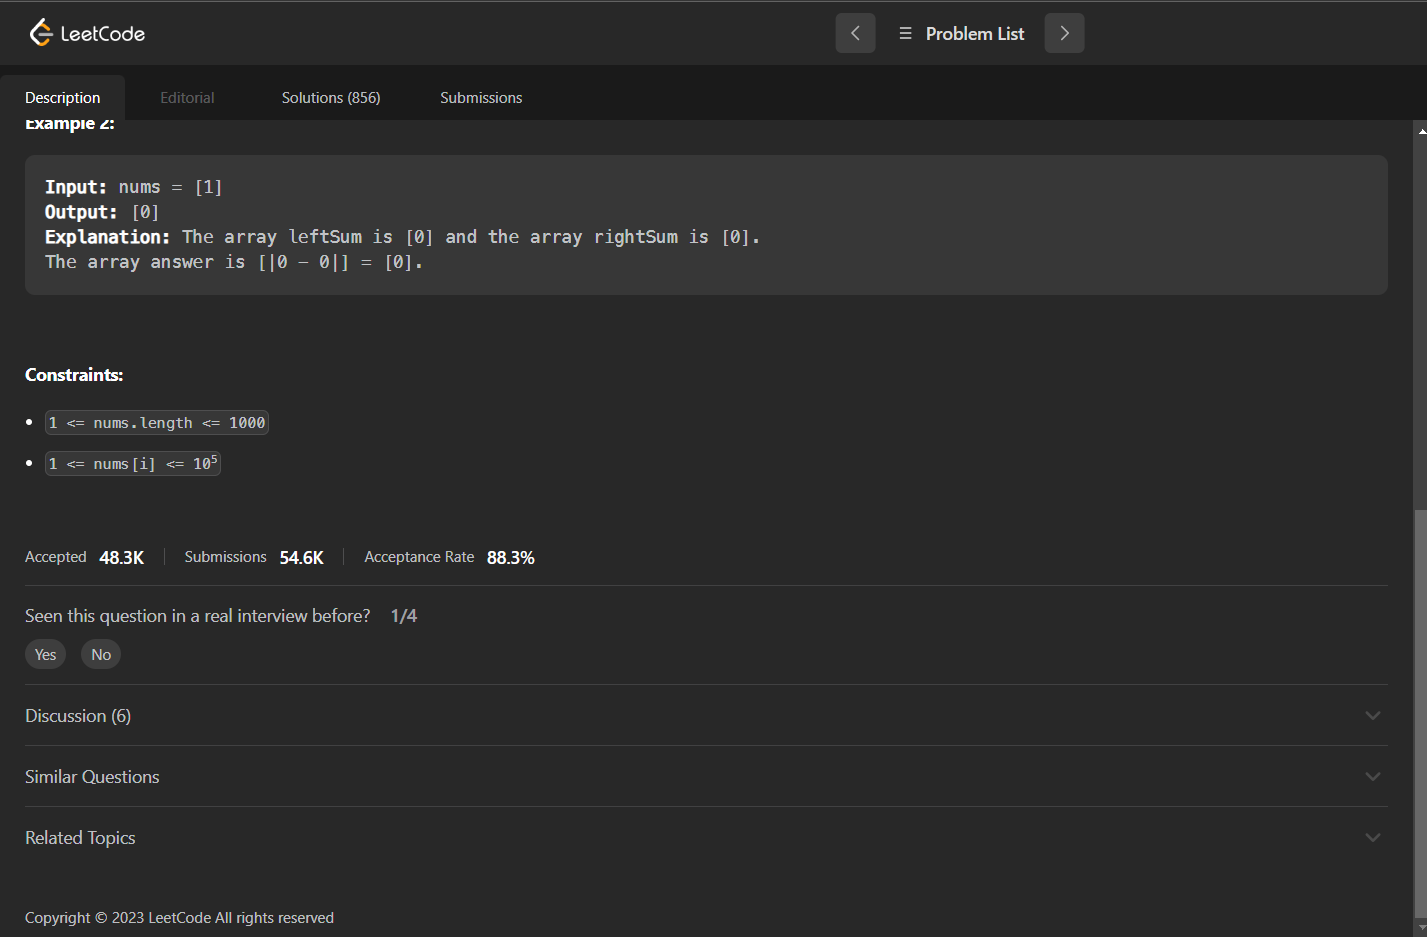 LeetCode
Problem List
Description
Editorial
Solutions (856)
Submissions
Example 2:
Input: nums = [1]
Output: [0]
Explanation: The array leftSum is [0] and the array rightSum is [0].
The array answer is [|0 - 0|] = [0].
Constraints:
1 <= nums.length <= 1000
1 <= nums[i] <= 10⁵
Accepted 48.3K Submissions 54.6K Acceptance Rate 88.3%
Seen this question in a real interview before? 1/4
Yes No
Discussion (6)
Similar Questions
Related Topics
Copyright © 2023 LeetCode All rights reserved